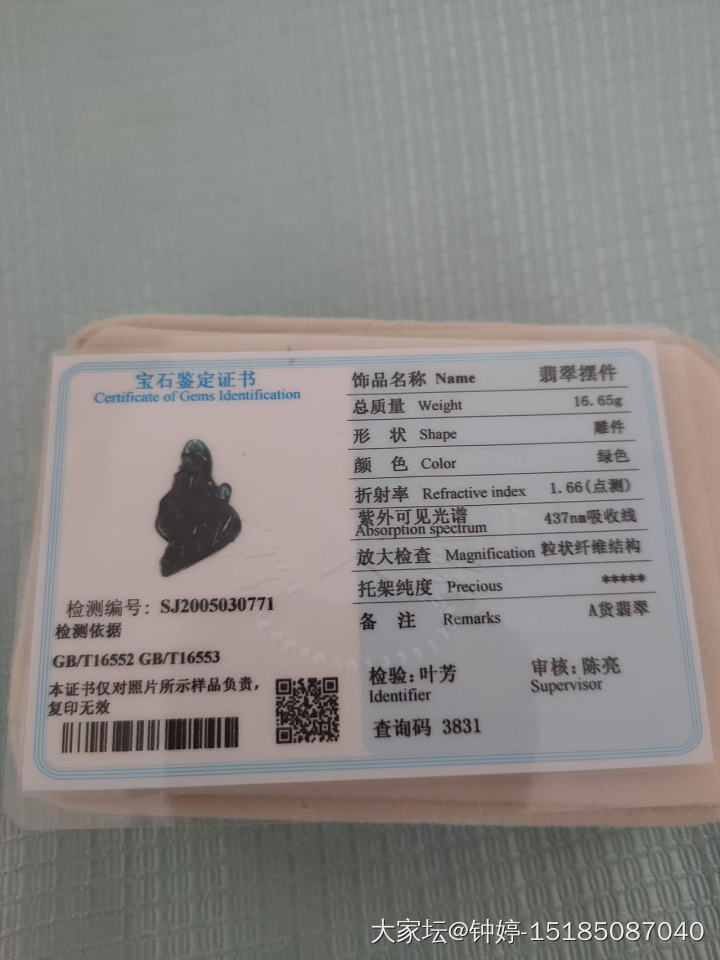 宝石鉴定证书
Certificate of Gems Identification
检测编号: SJ2005030771
检测依据
GB/T16552 GB/T16553
本证书仅对照片所示样品负责，
复印无效
饰品名称 Name 翡翠摆件
总质量 Weight 16.65g
形 状 Shape 雕件
颜 色 Color 绿色
折射率 Refractive index 1.66(点测)
紫外可见光谱 437nm吸收线
Absorption spectrum
放大检查 Magnification 粒状纤维结构
托架纯度 Precious *****
备 注 Remarks A货翡翠
检验: 叶芳 审核: 陈亮
Identifier Supervisor
查询码 3831
大家坛@钟婷-15185087040